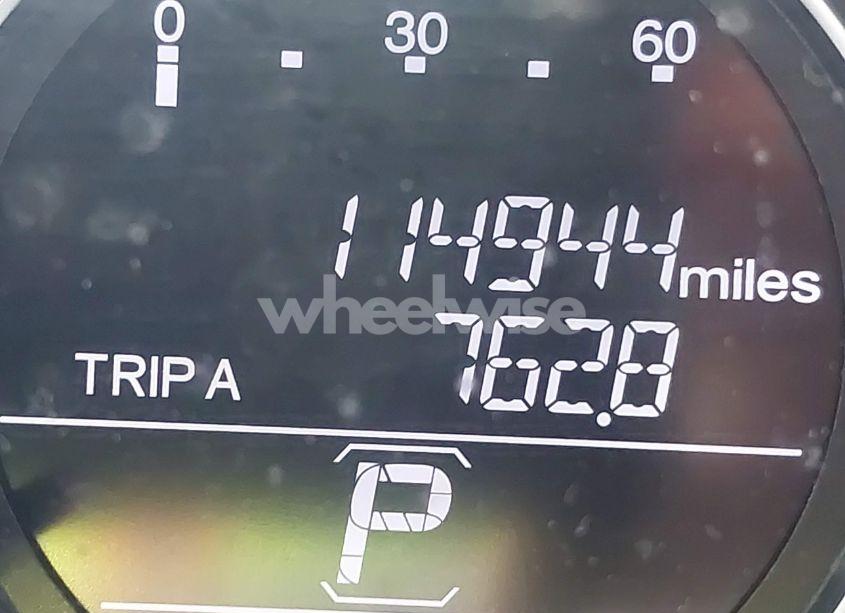 0 30 60
114944 miles
wheelwise
TRIP A 762.8
P